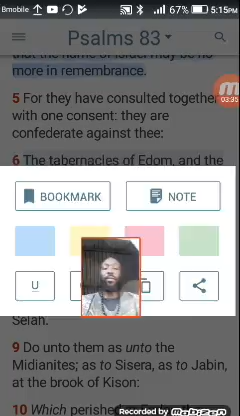 Bmobile 67% 5:15PM
Psalms 83
that the name of Israel may be no
more in remembrance.
03:35
5 For they have consulted together
with one consent: they are
confederate against thee:
6 The tabernacles of Edom, and the
BOOKMARK NOTE
U
Selah.
9 Do unto them as unto the
Midianites; as to Sisera, as to Jabin,
at the brook of Kison:
10 Which perished
Recorded by Mobizen